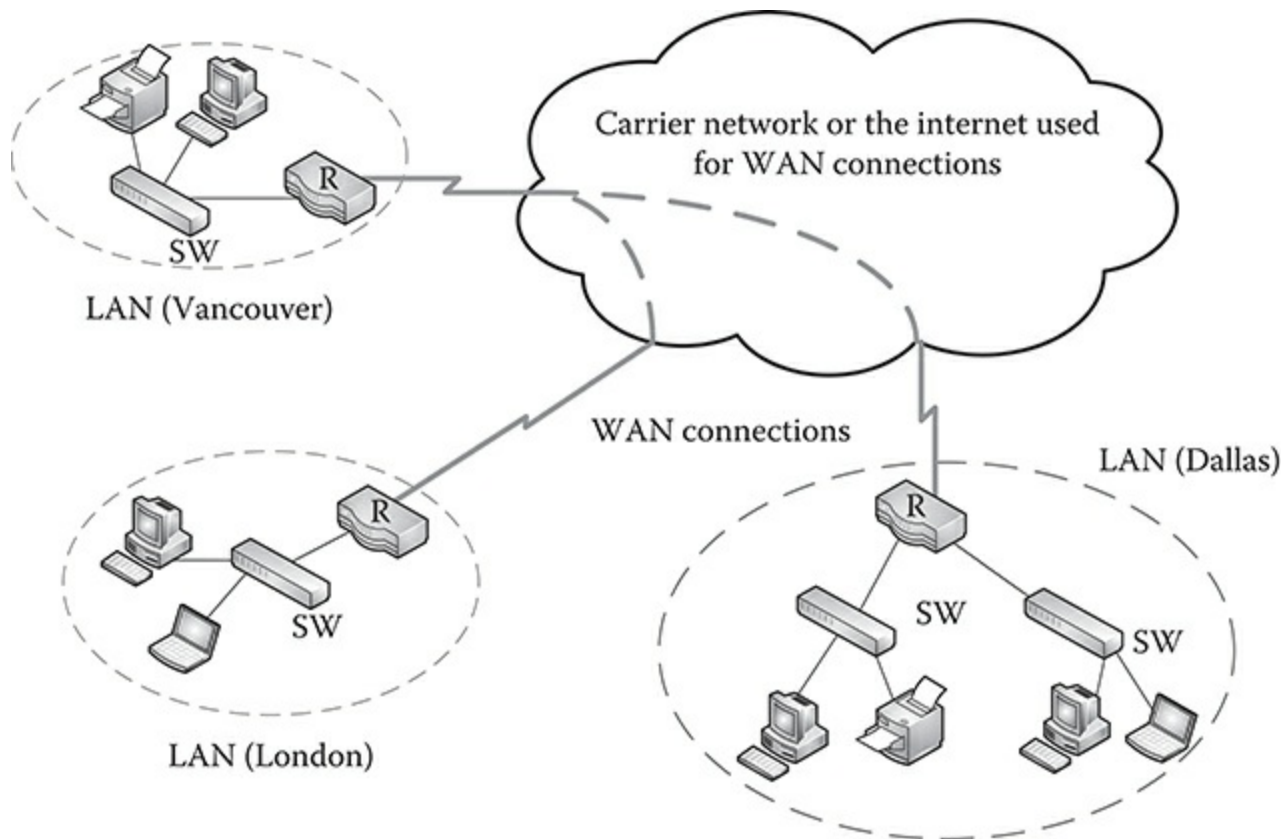 Carrier network or the internet used
for WAN connections
R
SW
LAN (Vancouver)
WAN connections
LAN (Dallas)
R
R
SW
SW
SW
LAN (London)